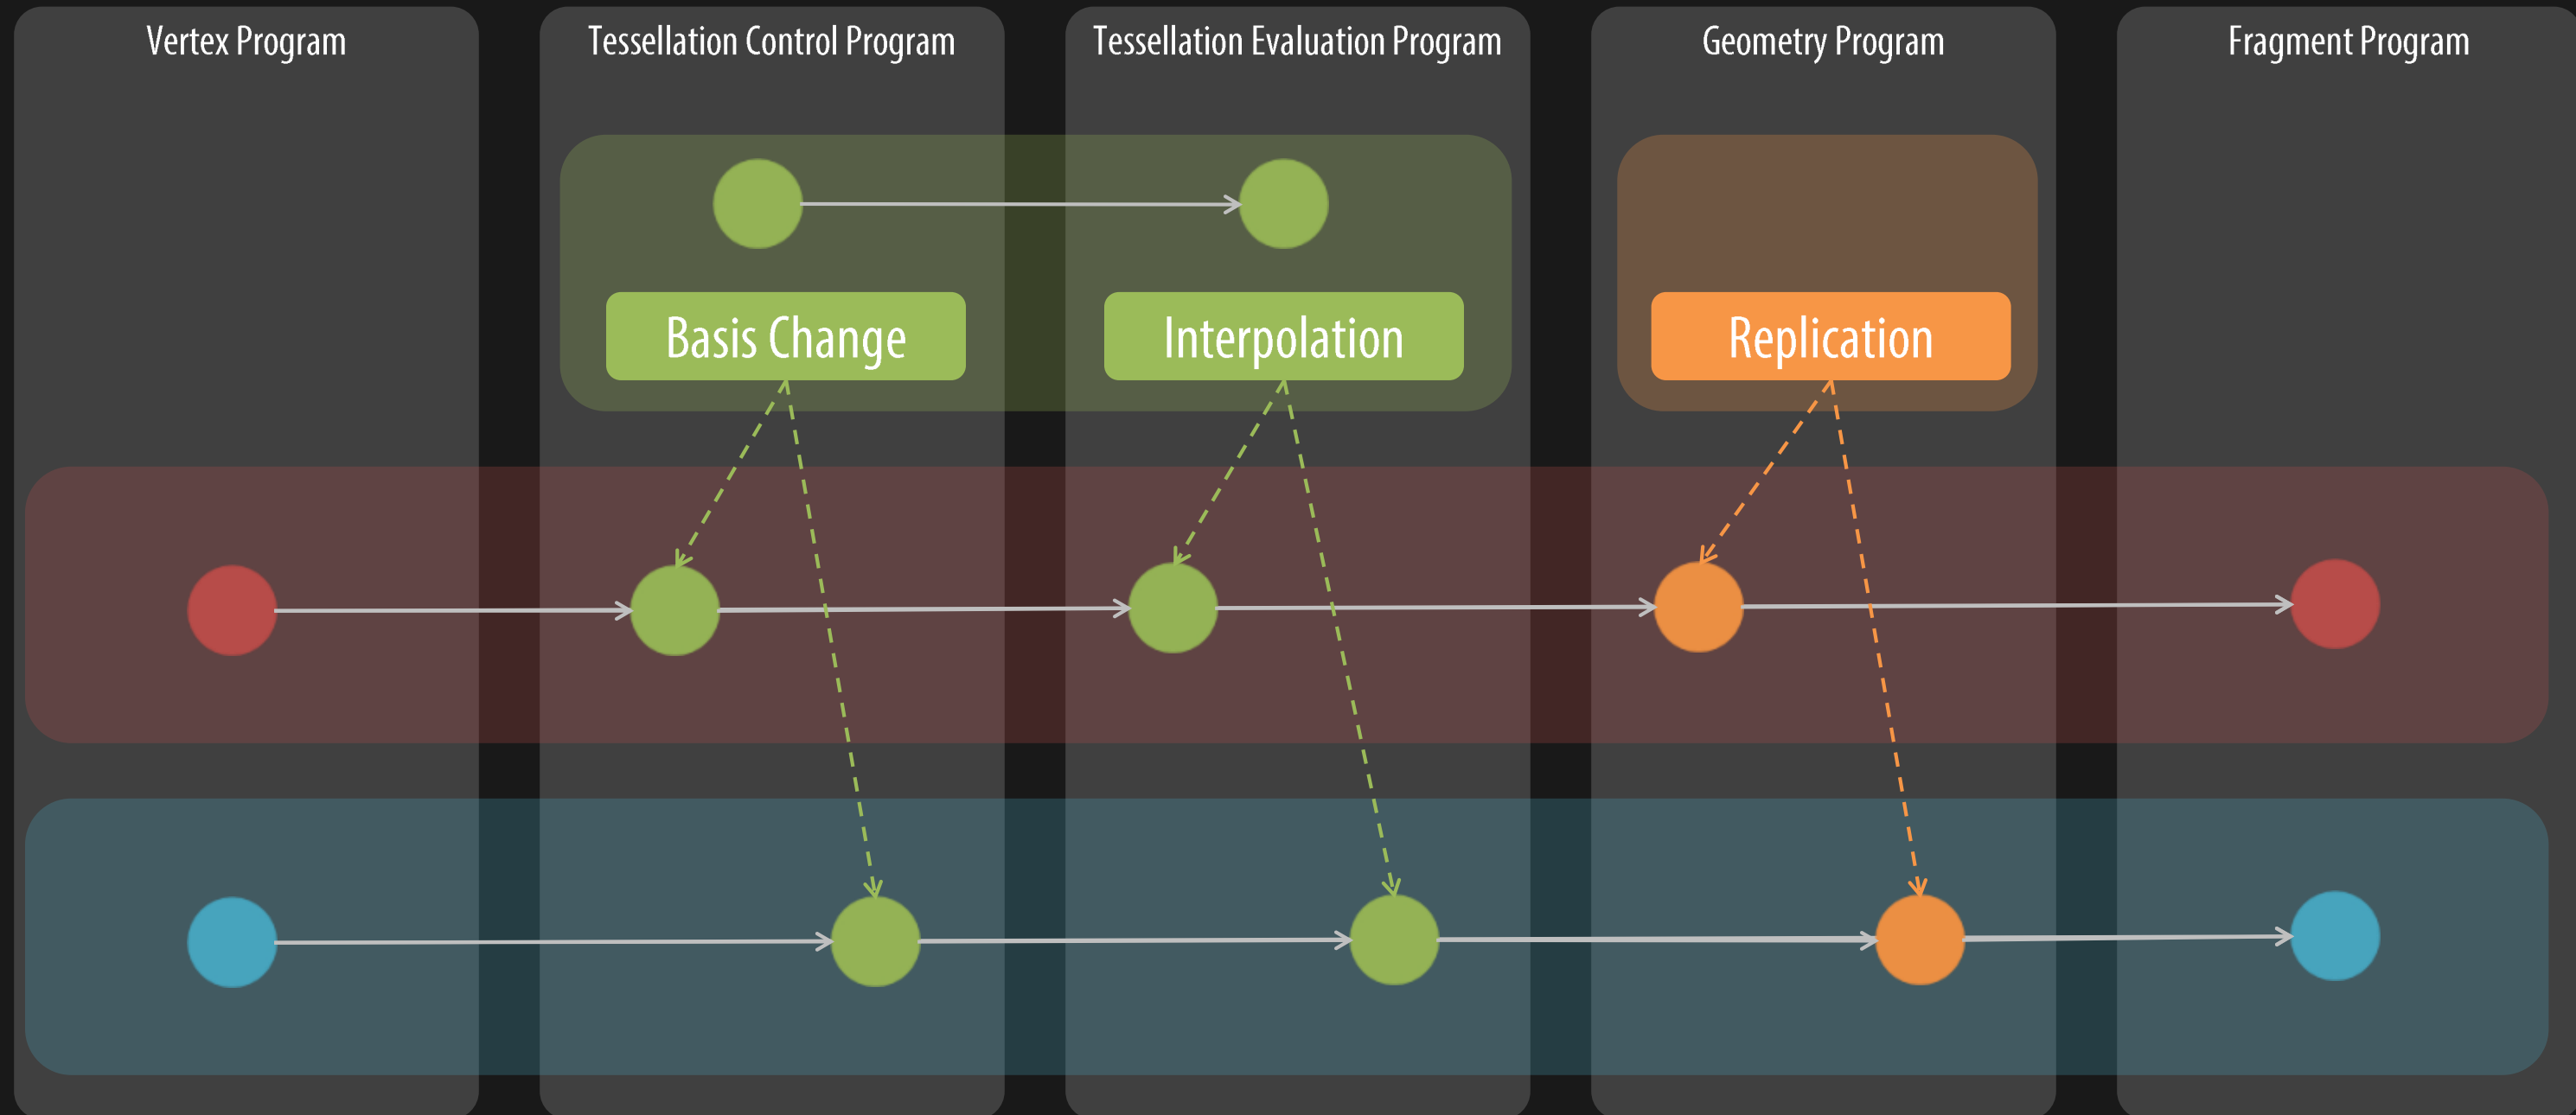 Vertex Program
Tessellation Control Program
Tessellation Evaluation Program
Geometry Program
Fragment Program
Basis Change
Interpolation
Replication